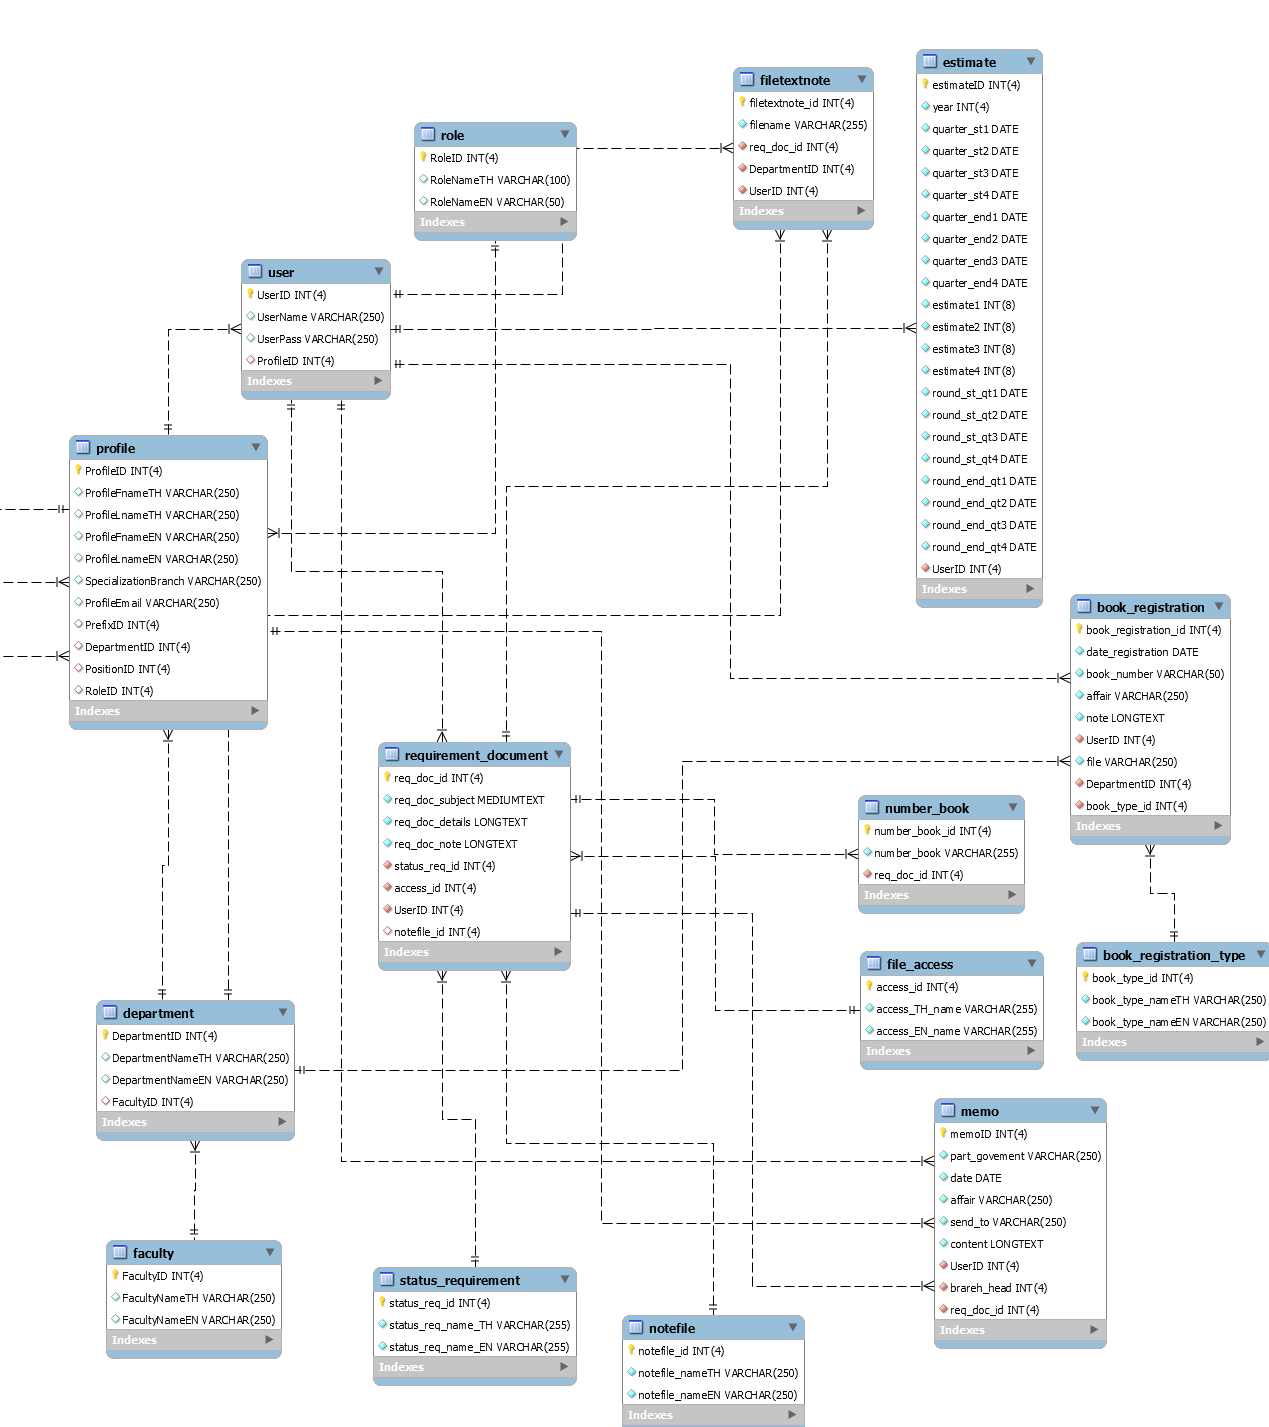 role
RoleID INT(4)
RoleNameTH VARCHAR(100)
RoleNameEN VARCHAR(50)
Indexes
filetextnote
filetextnote_id INT(4)
filename VARCHAR(255)
req_doc_id INT(4)
DepartmentID INT(4)
UserID INT(4)
Indexes
estimate
estimateID INT(4)
year INT(4)
quarter_st1 DATE
quarter_st2 DATE
quarter_st3 DATE
quarter_st4 DATE
quarter_end1 DATE
quarter_end2 DATE
quarter_end3 DATE
quarter_end4 DATE
estimate1 INT(8)
estimate2 INT(8)
estimate3 INT(8)
estimate4 INT(8)
round_st_qt1 DATE
round_st_qt2 DATE
round_st_qt3 DATE
round_st_qt4 DATE
round_end_qt1 DATE
round_end_qt2 DATE
round_end_qt3 DATE
round_end_qt4 DATE
UserID INT(4)
Indexes
user
UserID INT(4)
UserName VARCHAR(250)
UserPass VARCHAR(250)
ProfileID INT(4)
Indexes
profile
ProfileID INT(4)
ProfileFnameTH VARCHAR(250)
ProfileLnameTH VARCHAR(250)
ProfileFnameEN VARCHAR(250)
ProfileLnameEN VARCHAR(250)
SpecializationBranch VARCHAR(250)
ProfileEmail VARCHAR(250)
PrefixID INT(4)
DepartmentID INT(4)
PositionID INT(4)
RoleID INT(4)
Indexes
book_registration
book_registration_id INT(4)
date_registration DATE
book_number VARCHAR(50)
affair VARCHAR(250)
note LONGTEXT
UserID INT(4)
file VARCHAR(250)
DepartmentID INT(4)
book_type_id INT(4)
Indexes
requirement_document
req_doc_id INT(4)
req_doc_subject MEDIUMTEXT
req_doc_details LONGTEXT
req_doc_note LONGTEXT
status_req_id INT(4)
access_id INT(4)
UserID INT(4)
notefile_id INT(4)
Indexes
number_book
number_book_id INT(4)
number_book VARCHAR(255)
req_doc_id INT(4)
Indexes
file_access
access_id INT(4)
access_TH_name VARCHAR(255)
access_EN_name VARCHAR(255)
Indexes
book_registration_type
book_type_id INT(4)
book_type_nameTH VARCHAR(250)
book_type_nameEN VARCHAR(250)
Indexes
department
DepartmentID INT(4)
DepartmentNameTH VARCHAR(250)
DepartmentNameEN VARCHAR(250)
FacultyID INT(4)
Indexes
memo
memoID INT(4)
part_govement VARCHAR(250)
date DATE
affair VARCHAR(250)
send_to VARCHAR(250)
content LONGTEXT
UserID INT(4)
brareh_head INT(4)
req_doc_id INT(4)
Indexes
faculty
FacultyID INT(4)
FacultyNameTH VARCHAR(250)
FacultyNameEN VARCHAR(250)
Indexes
status_requirement
status_req_id INT(4)
status_req_name_TH VARCHAR(255)
status_req_name_EN VARCHAR(255)
Indexes
notefile
notefile_id INT(4)
notefile_nameTH VARCHAR(250)
notefile_nameEN VARCHAR(250)
Indexes